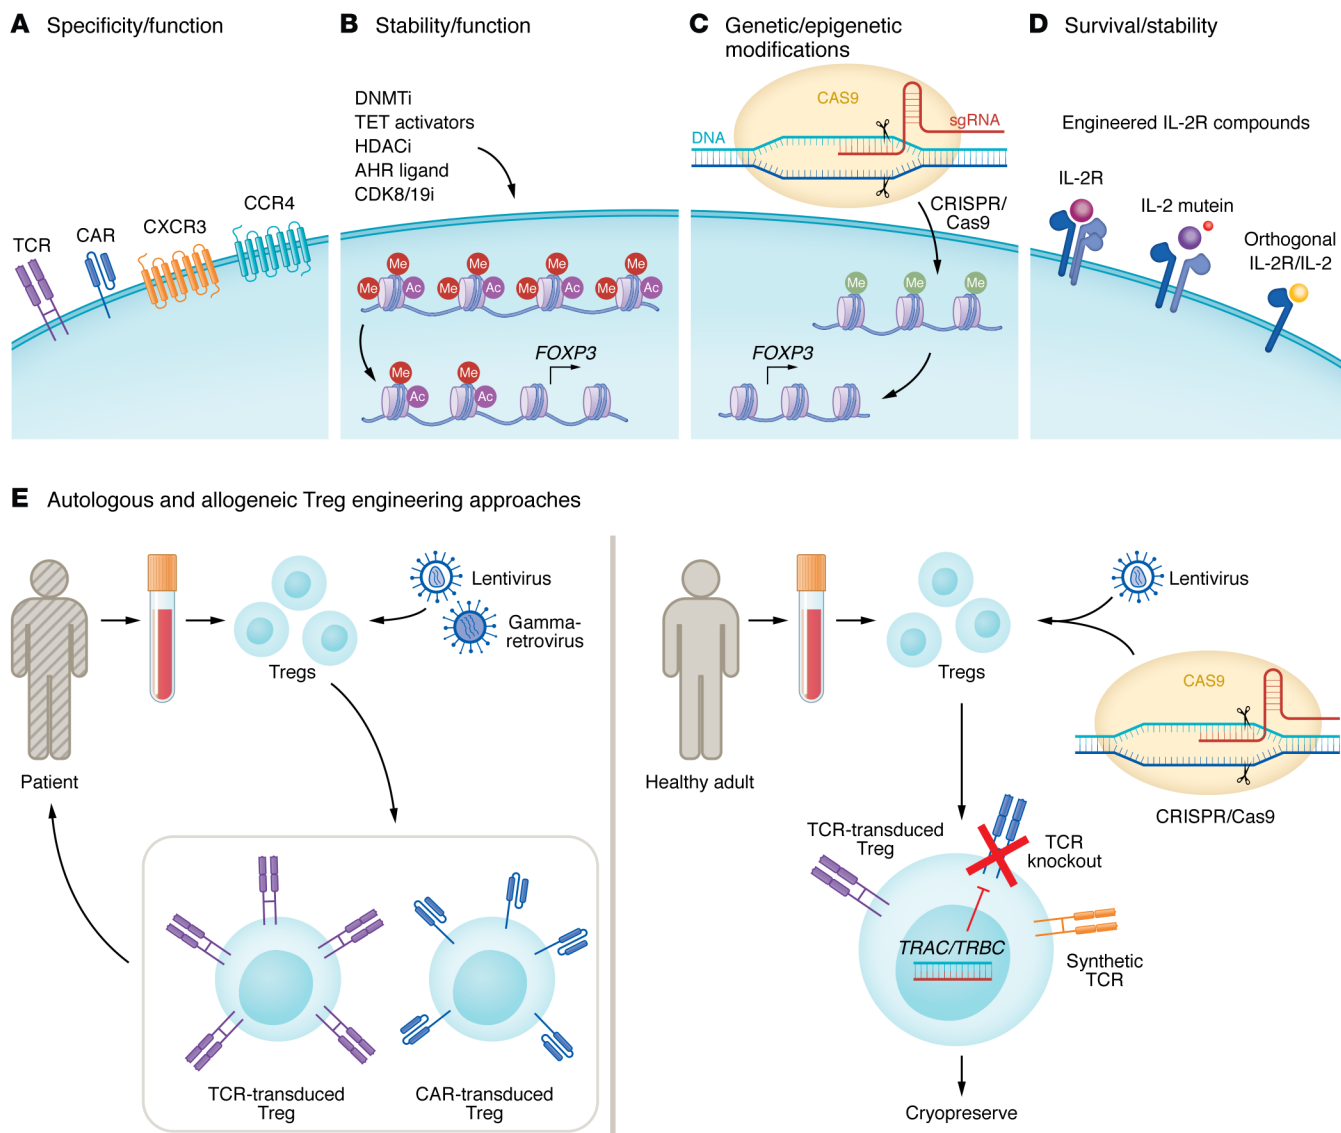 A Specificity/function
TCR
CAR
CXCR3
CCR4
B Stability/function
DNMTi
TET activators
HDACi
AHR ligand
CDK8/19i
Me
Me
Me
Me
Me
Ac
Me
Ac
Me
Ac
Me
Ac
FOXP3
Me
Ac
Me
Ac
C Genetic/epigenetic
modifications
CAS9
sgRNA
DNA
CRISPR/
Cas9
Me
Me
Me
FOXP3
D Survival/stability
Engineered IL-2R compounds
IL-2R
IL-2 mutein
Orthogonal
IL-2R/IL-2
E Autologous and allogeneic Treg engineering approaches
Patient
Tregs
Lentivirus
Gamma-
retrovirus
TCR-transduced
Treg
CAR-transduced
Treg
Healthy adult
Tregs
Lentivirus
CAS9
CRISPR/Cas9
TCR-transduced
Treg
TCR
knockout
TRAC/TRBC
Synthetic
TCR
Cryopreserve